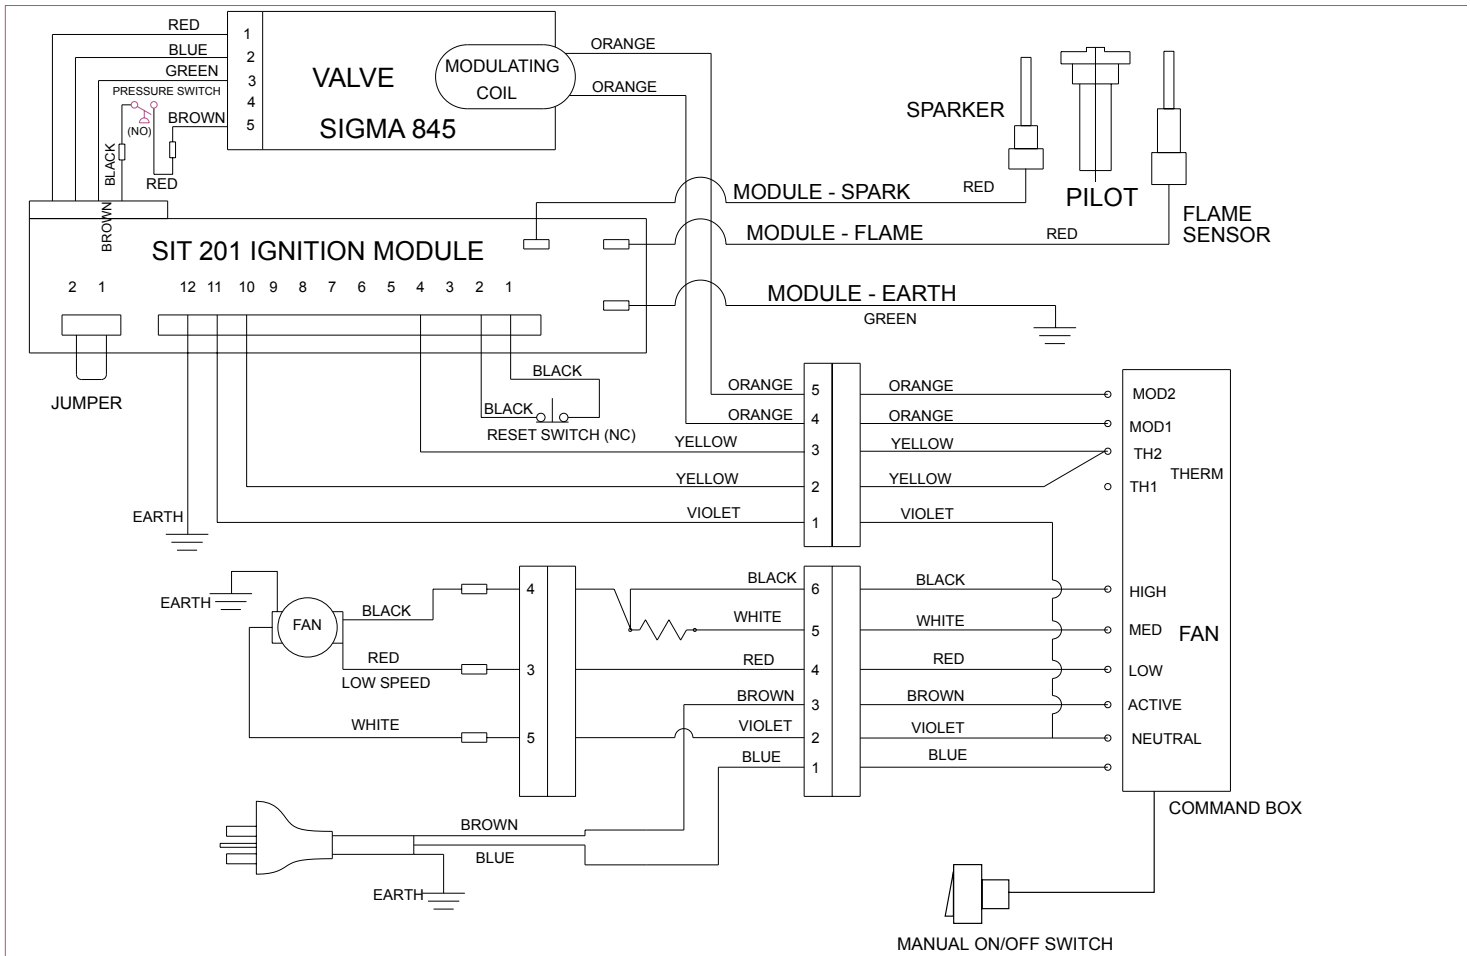 RED
BLUE
GREEN
PRESSURE SWITCH
(NO)
BROWN
BLACK
RED
BROWN
1
2
3
4
5
VALVE
SIGMA 845
MODULATING
COIL
ORANGE
ORANGE
SPARKER
PILOT
FLAME
SENSOR
MODULE - SPARK
RED
MODULE - FLAME
RED
MODULE - EARTH
GREEN
SIT 201 IGNITION MODULE
2 1
12 11 10 9 8 7 6 5 4 3 2 1
JUMPER
BLACK
BLACK
RESET SWITCH (NC)
ORANGE 5 ORANGE MOD2
ORANGE 4 ORANGE MOD1
YELLOW 3 YELLOW TH2
THERM
YELLOW 2 YELLOW TH1
VIOLET 1 VIOLET
EARTH
EARTH
FAN
BLACK 4
RED 3
LOW SPEED
WHITE 5
BLACK 6 BLACK HIGH
WHITE 5 WHITE MED
FAN
RED 4 RED LOW
BROWN 3 BROWN ACTIVE
VIOLET 2 VIOLET NEUTRAL
BLUE 1 BLUE
COMMAND BOX
BROWN
BLUE
EARTH
MANUAL ON/OFF SWITCH